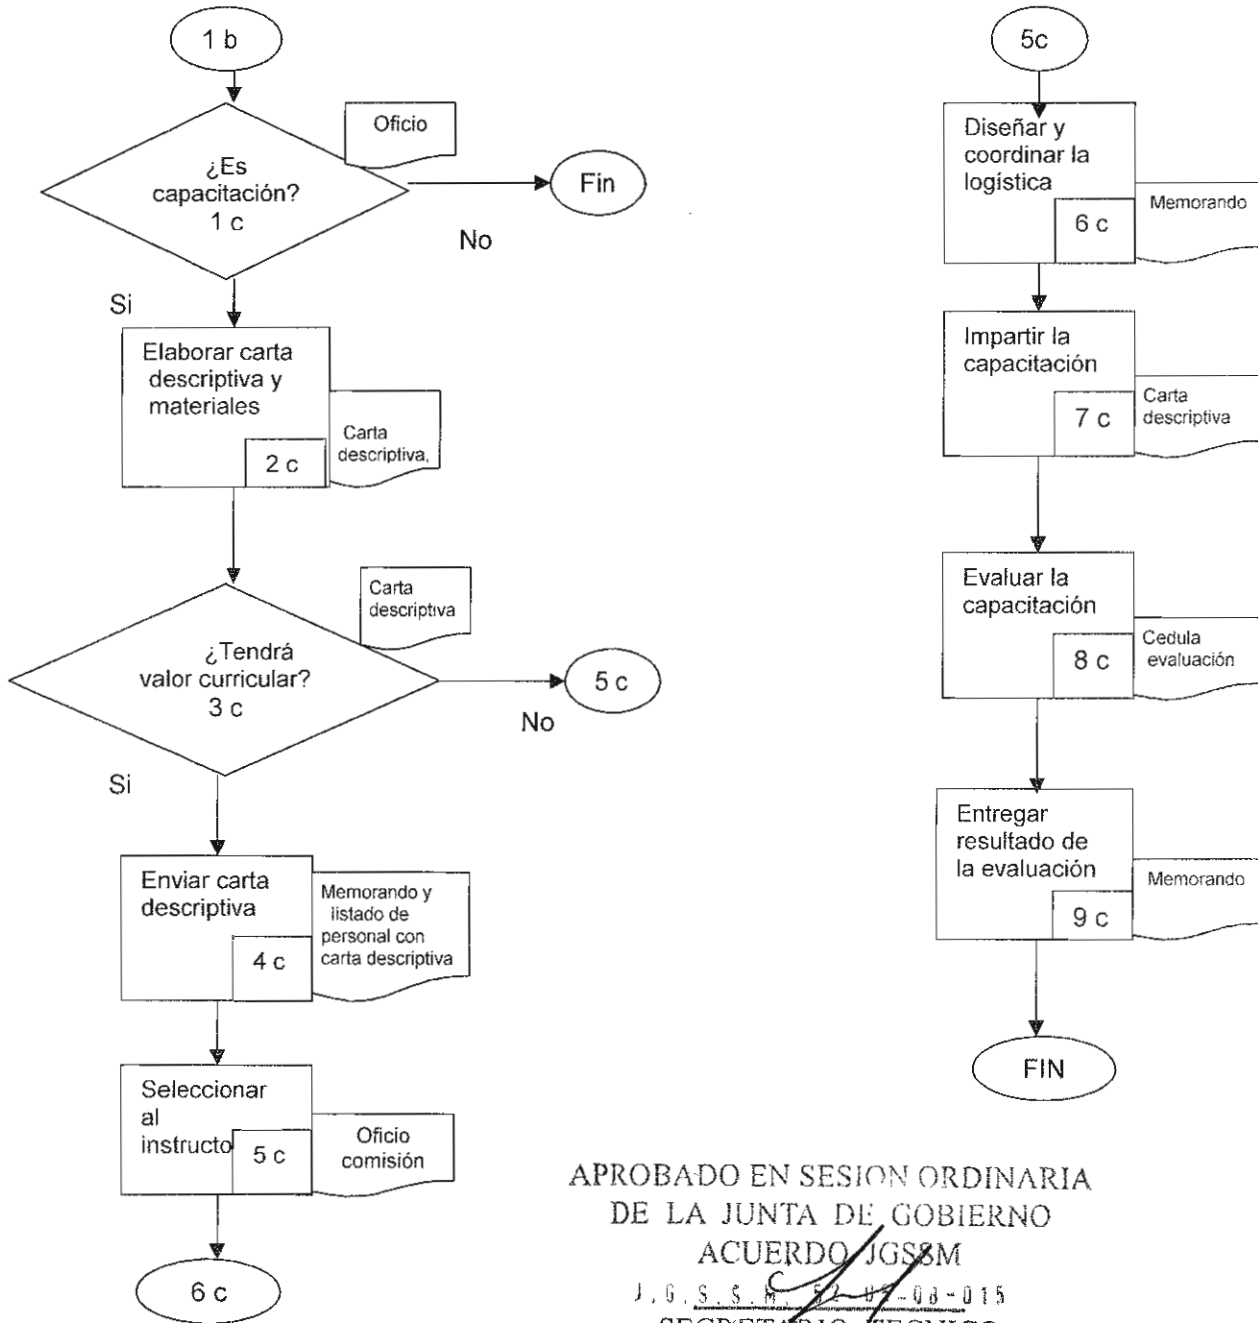 1 b
Oficio
¿Es
capacitación?
1 c
Fin
No
Si
Elaborar carta
descriptiva y
materiales
2 c
Carta
descriptiva,
Carta
descriptiva
¿Tendrá
valor curricular?
3 c
5 c
No
Si
Enviar carta
descriptiva
4 c
Memorando y
listado de
personal con
carta descriptiva
Seleccionar
al
instructo
5 c
Oficio
comisión
6 c
5c
Diseñar y
coordinar la
logística
6 c
Memorando
Impartir la
capacitación
7 c
Carta
descriptiva
Evaluar la
capacitación
8 c
Cedula
evaluación
Entregar
resultado de
la evaluación
9 c
Memorando
FIN
APROBADO EN SESION ORDINARIA
DE LA JUNTA DE GOBIERNO
ACUERDO JGSSM
J.G.S.S.M.
SECRETARIO TECNICO